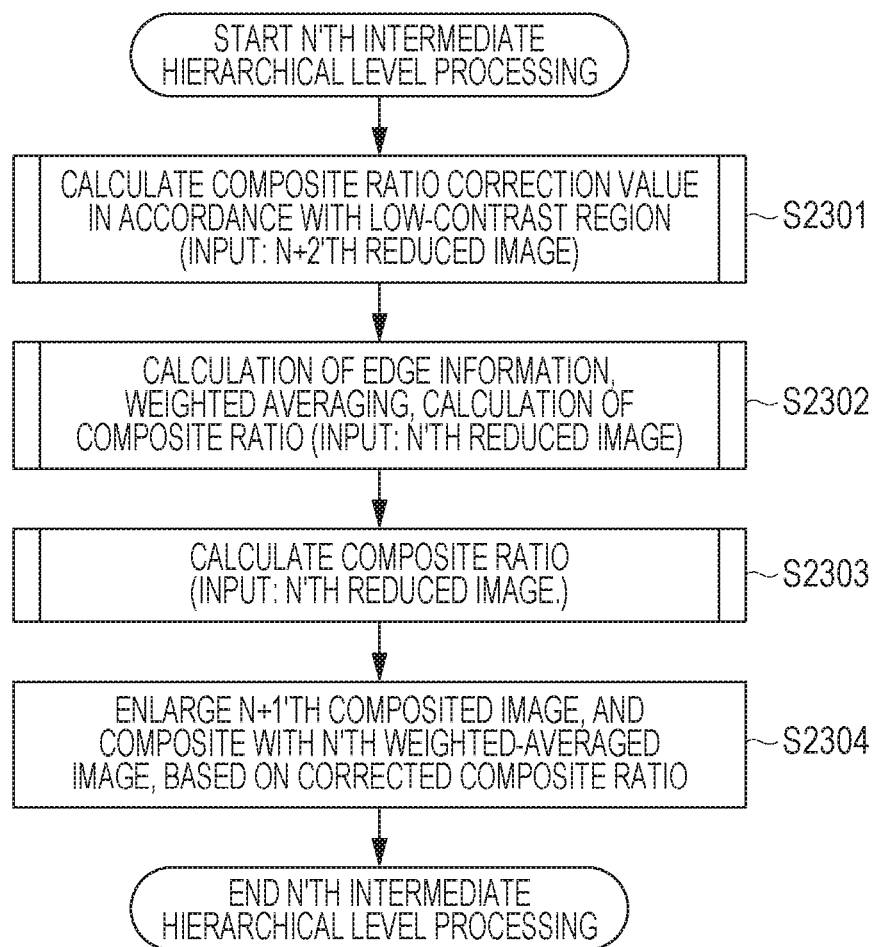 START N'TH INTERMEDIATE
HIERARCHICAL LEVEL PROCESSING
CALCULATE COMPOSITE RATIO CORRECTION VALUE
IN ACCORDANCE WITH LOW-CONTRAST REGION
(INPUT: N+2'TH REDUCED IMAGE)
S2301
CALCULATION OF EDGE INFORMATION,
WEIGHTED AVERAGING, CALCULATION OF
COMPOSITE RATIO (INPUT: N'TH REDUCED IMAGE)
S2302
CALCULATE COMPOSITE RATIO
(INPUT: N'TH REDUCED IMAGE.)
S2303
ENLARGE N+1'TH COMPOSITED IMAGE, AND
COMPOSITE WITH N'TH WEIGHTED-AVERAGED
IMAGE, BASED ON CORRECTED COMPOSITE RATIO
S2304
END N'TH INTERMEDIATE
HIERARCHICAL LEVEL PROCESSING